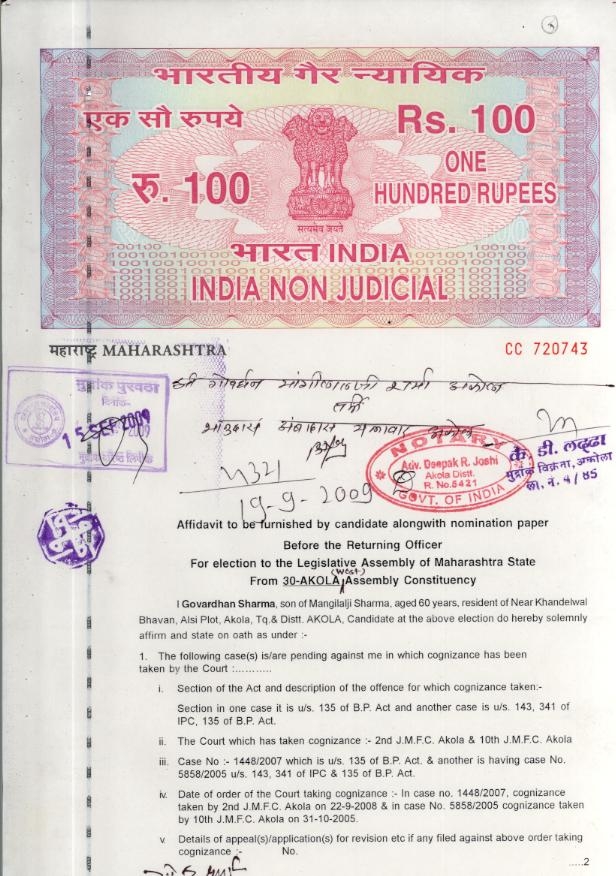 भारतीय गैर न्यायिक
एक सौ रुपये
Rs. 100
रु. 100
ONE
HUNDRED RUPEES
सत्यमेव जयते
भारत INDIA
INDIA NON JUDICIAL
महाराष्ट्र MAHARASHTRA
CC 720743
श्री गोवर्धन मांगीलालजी शर्मा अकोला
तर्फे
मुद्रांक पुरवठा
दिनांक-
15 SEP 2009
NOTARY
Adv. Deepak R. Joshi
Akola Distt.
R. No.5421
GOVT. OF INDIA
के. डी. लद्धा
मुद्रांक विक्रेता, अकोला
ला. नं. 4/85
19-9-2009
Affidavit to be furnished by candidate alongwith nomination paper
Before the Returning Officer
For election to the Legislative Assembly of Maharashtra State
(West)
From 30-AKOLA Assembly Constituency
I Govardhan Sharma, son of Mangilalji Sharma, aged 60 years, resident of Near Khandelwal
Bhavan, Alsi Plot, Akola, Tq.& Distt. AKOLA, Candidate at the above election do hereby solemnly
affirm and state on oath as under :-
1. The following case(s) is/are pending against me in which cognizance has been
taken by the Court :..........
i. Section of the Act and description of the offence for which cognizance taken:-
Section in one case it is u/s. 135 of B.P. Act and another case is u/s. 143, 341 of
IPC, 135 of B.P. Act.
ii. The Court which has taken cognizance :- 2nd J.M.F.C. Akola & 10th J.M.F.C. Akola
iii. Case No :- 1448/2007 which is u/s. 135 of B.P. Act. & another is having case No.
5858/2005 u/s. 143, 341 of IPC & 135 of B.P. Act.
iv. Date of order of the Court taking cognizance :- In case no. 1448/2007, cognizance
taken by 2nd J.M.F.C. Akola on 22-9-2008 & in case no. 5858/2005 cognizance taken
by 10th J.M.F.C. Akola on 31-10-2005.
v. Details of appeal(s)/application(s) for revision etc if any filed against above order taking
cognizance :- No.
.....2